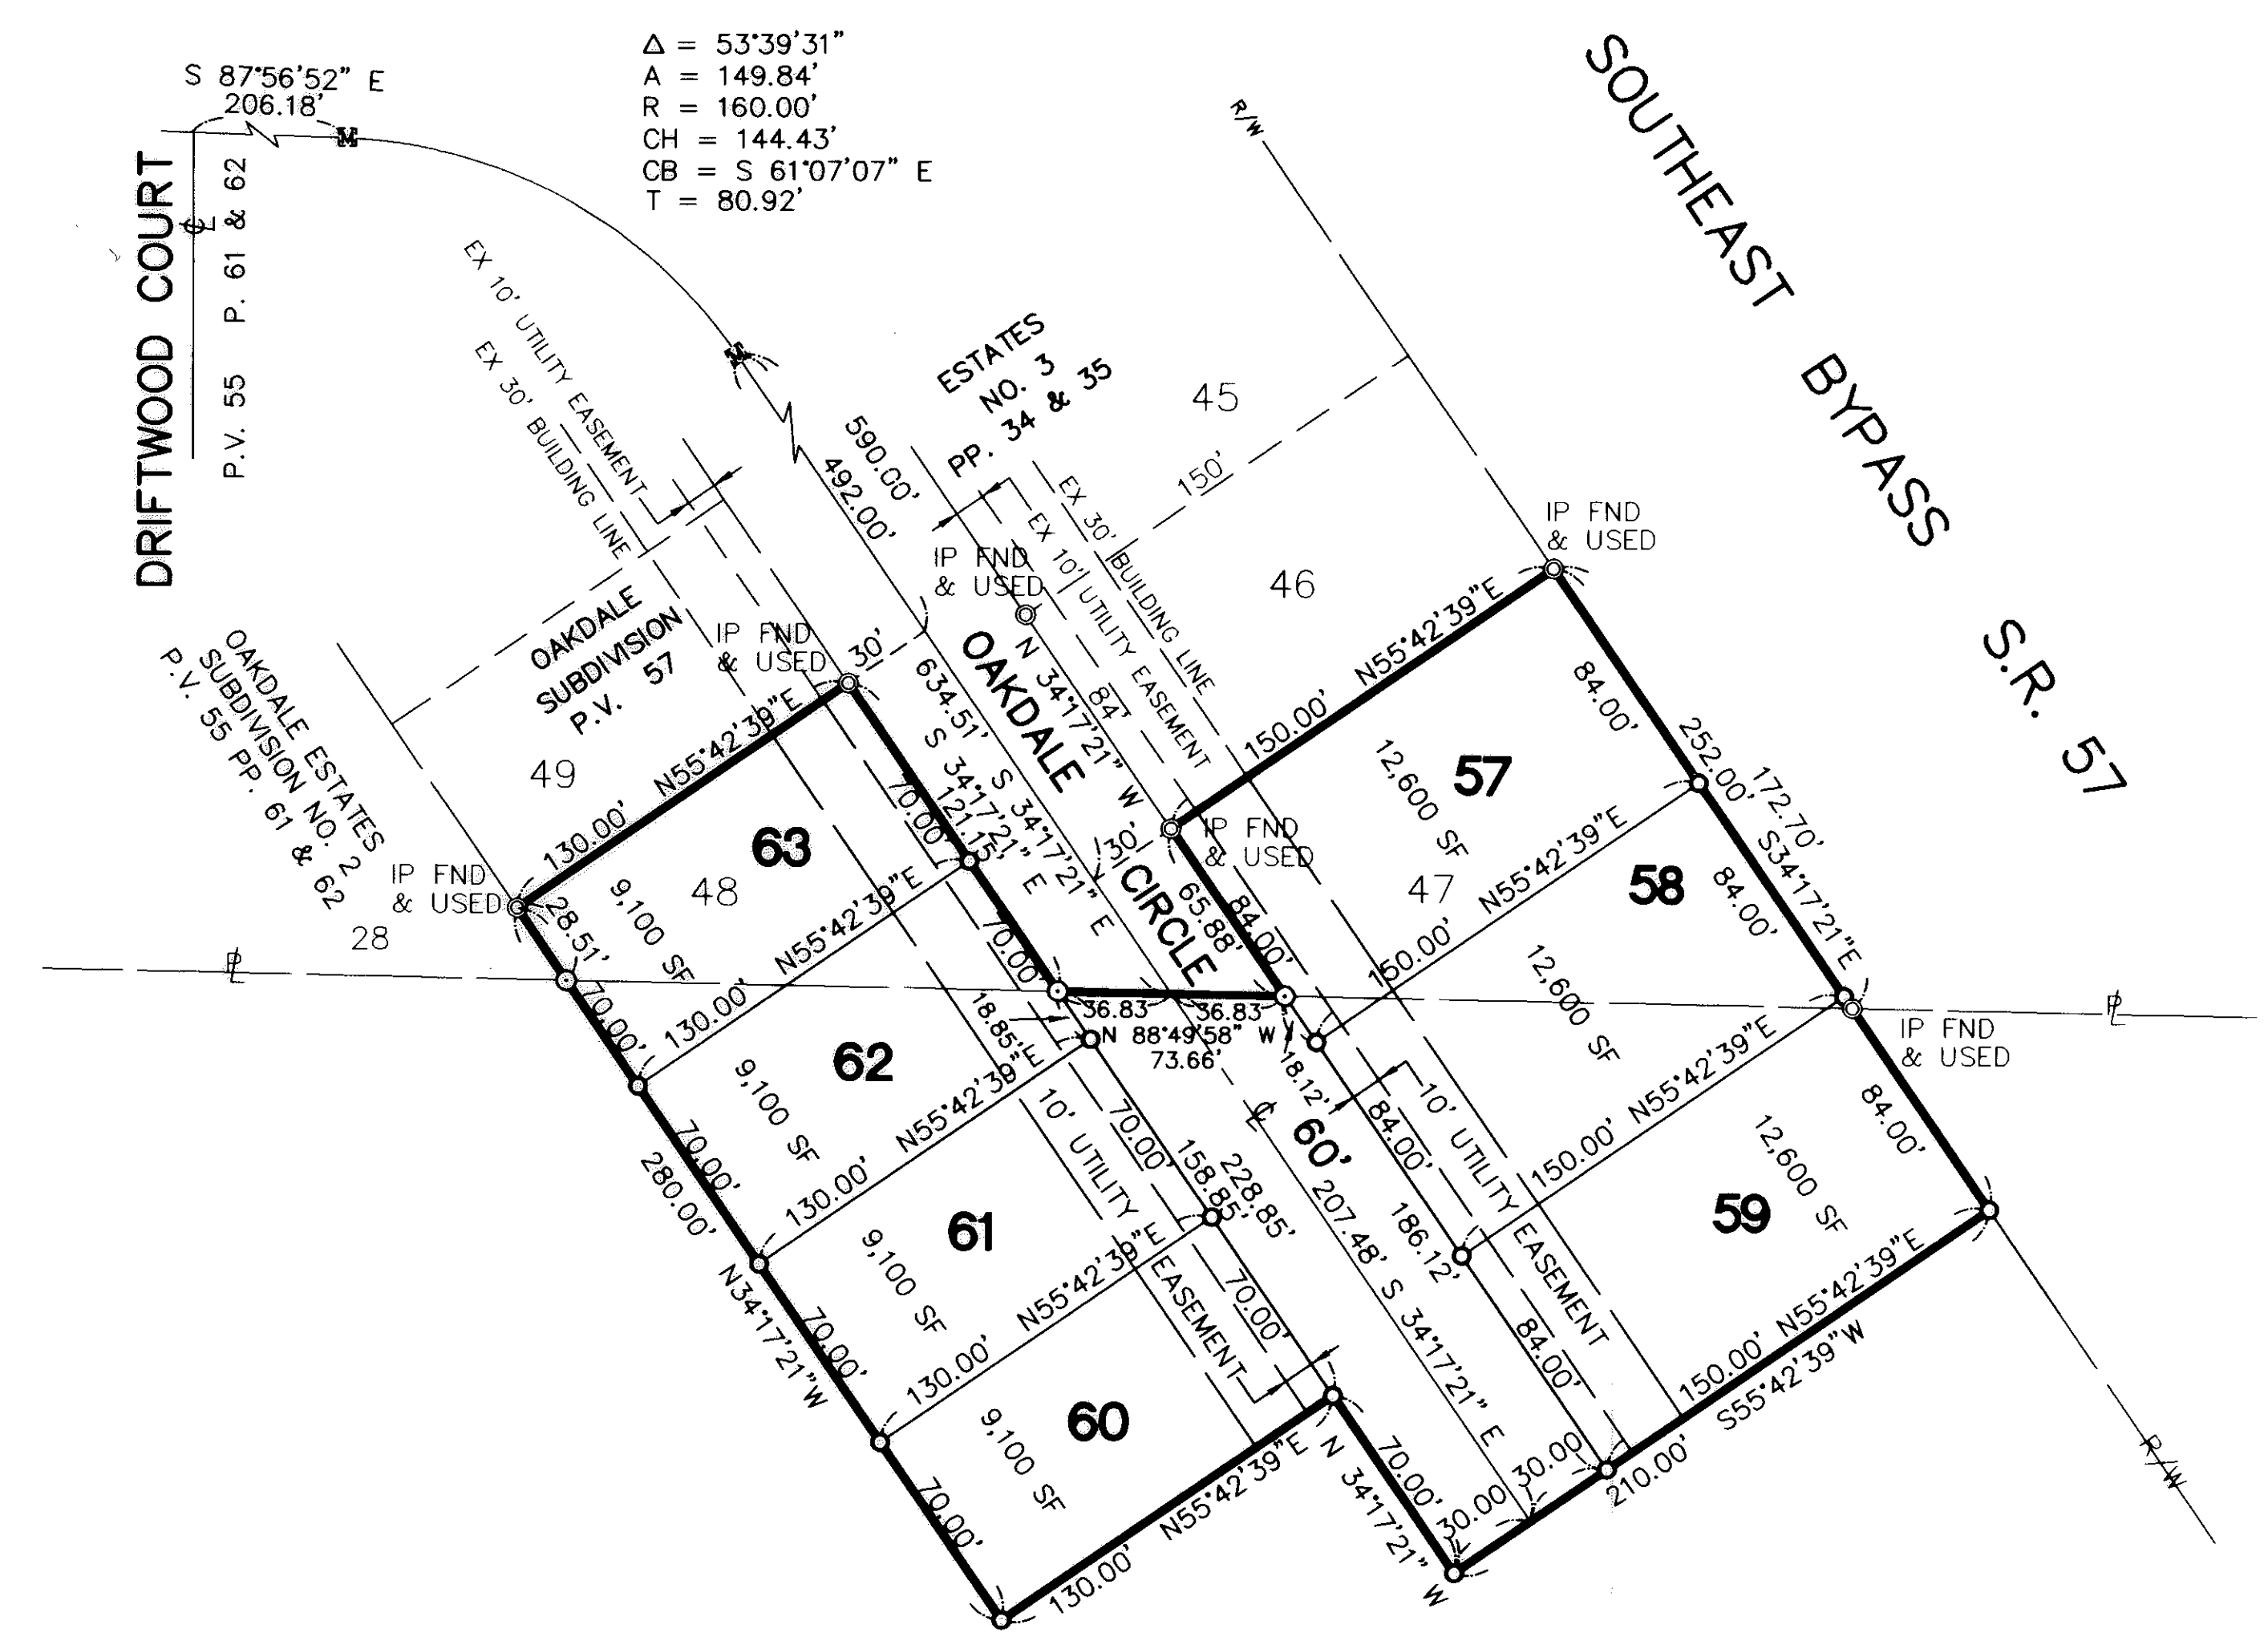 S 87°56'52" E
206.18'
Δ = 53°39'31"
A = 149.84'
R = 160.00'
CH = 144.43'
CB = S 61°07'07" E
T = 80.92'
M
M
DRIFTWOOD COURT
P.V. 55 P. 61 & 62
R/W
SOUTHEAST BYPASS S.R. 57
EX 10' UTILITY EASEMENT
EX 30' BUILDING LINE
ESTATES
NO. 3
PP. 34 & 35
590.00'
492.00'
45
150'
EX 30' BUILDING LINE
EX 10' UTILITY EASEMENT
46
IP FND
& USED
IP FND
& USED
OAKDALE
SUBDIVISION
P.V. 57
IP FND
& USED
30'
OAKDALE ESTATES
SUBDIVISION NO. 2
P.V. 55 PP. 61 & 62
634.51'
S 34°17'21" E
S 34°17'21" E
OAKDALE CIRCLE
N 34°17'21" W
84'
N55°42'39"E
150.00'
84.00'
57
12,600 SF
252.00'
172.70'
S34°17'21"E
49
N55°42'39"E
130.00'
63
48
9,100 SF
70.00'
121.15'
30'
IP FND
& USED
47
N55°42'39"E
150.00'
58
84.00'
12,600 SF
IP FND
& USED
28
28.51'
70.00'
N55°42'39"E
130.00'
70.00'
65.88'
84.00'
PL
PL
36.83'
36.83'
N 88°49'58" W
73.66'
18.85'
18.12'
IP FND
& USED
62
9,100 SF
N55°42'39"E
130.00'
70.00'
280.00'
N34°17'21"W
10' UTILITY EASEMENT
70.00'
158.85'
228.85'
CL
60'
207.48' S 34°17'21" E
84.00'
186.12'
10' UTILITY EASEMENT
150.00' N55°42'39"E
59
12,600 SF
84.00'
61
9,100 SF
N55°42'39"E
130.00'
70.00'
70.00'
84.00'
150.00' N55°42'39"E
S55°42'39"W
210.00'
30.00
30.00
60
9,100 SF
70.00'
N55°42'39"E
130.00'
70.00'
N 34°17'21" W
R/W